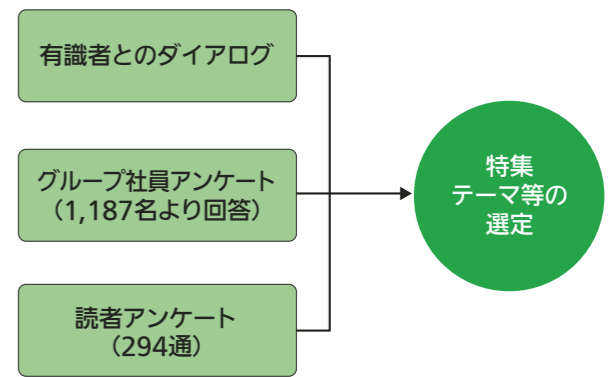 有識者とのダイアログ
グループ社員アンケート
（1,187名より回答）
読者アンケート
（294通）
特集
テーマ等の
選定